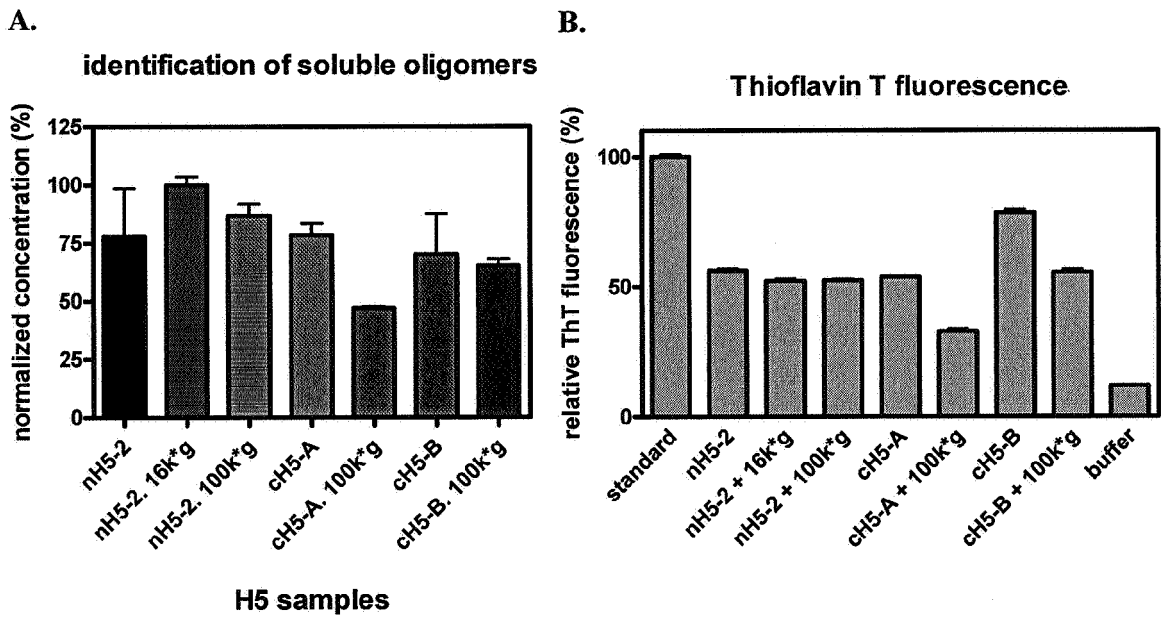 A.
identification of soluble oligomers
normalized concentration (%)
125
100
75
50
25
0
nH5-2
nH5-2. 16k*g
nH5-2. 100k*g
cH5-A
cH5-A. 100k*g
cH5-B
cH5-B. 100k*g
H5 samples
B.
Thioflavin T fluorescence
relative ThT fluorescence (%)
100
50
0
standard
nH5-2
nH5-2 + 16k*g
nH5-2 + 100k*g
cH5-A
cH5-A + 100k*g
cH5-B
cH5-B + 100k*g
buffer